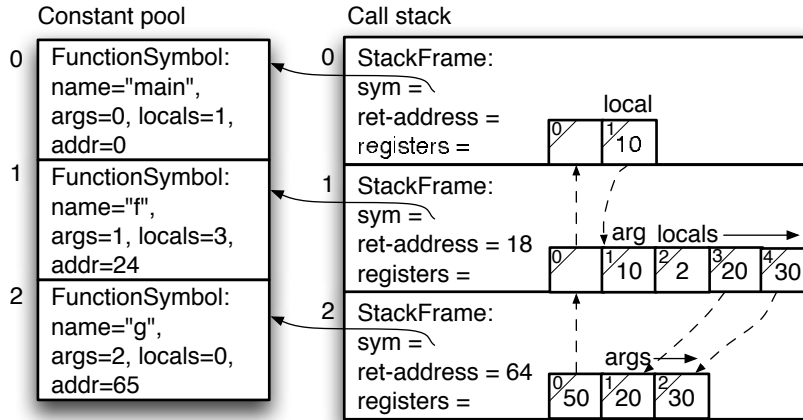 Constant pool
Call stack
0
FunctionSymbol:
name="main",
args=0, locals=1,
addr=0
1
FunctionSymbol:
name="f",
args=1, locals=3,
addr=24
2
FunctionSymbol:
name="g",
args=2, locals=0,
addr=65
0
StackFrame:
sym =
ret-address =
registers =
local
0
1 10
1
StackFrame:
sym =
ret-address = 18
registers =
arg locals
0
1 10
2 2
3 20
4 30
2
StackFrame:
sym =
ret-address = 64
registers =
args
0 50
1 20
2 30